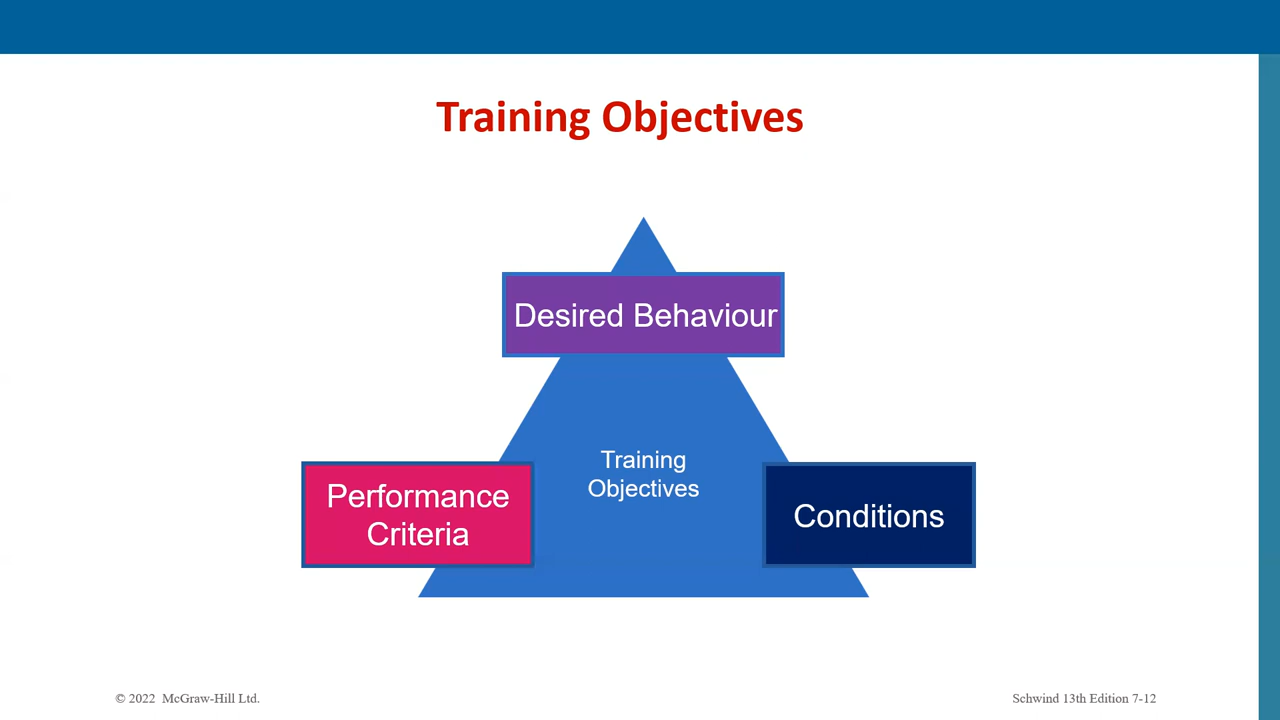 Training Objectives
Desired Behaviour
Training
Objectives
Performance
Criteria
Conditions
© 2022 McGraw-Hill Ltd.
Schwind 13th Edition 7-12